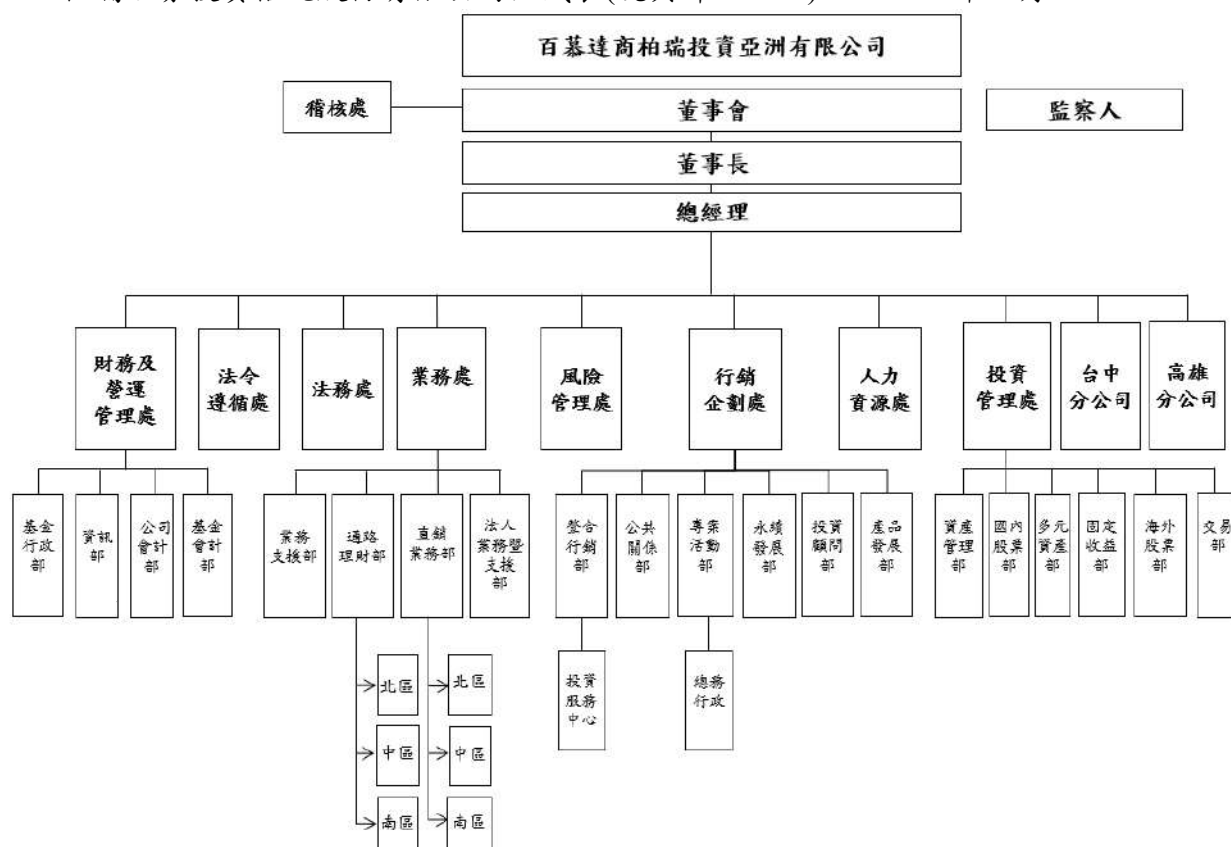 百慕達商柏瑞投資亞洲有限公司
稽核處
董事會
監察人
董事長
總經理
財務及
營運
管理處
法令
遵循處
法務處
業務處
風險
管理處
行銷
企劃處
人力
資源處
投資
管理處
台中
分公司
高雄
分公司
基金
行政
部
資訊
部
公司
會計部
基金
會計部
業務
支援部
通路
理財部
直銷
業務部
法人
業務暨
支援
部
整合
行銷
部
公共
關係
部
專案
活動
部
永續
發展
部
投資
顧問
部
產品
發展
部
資產
管理
部
國內
股票
部
多元
資產
部
固定
收益
部
海外
股票
部
交易
部
北區
中區
南區
北區
中區
南區
投資
服務
中心
總務
行政